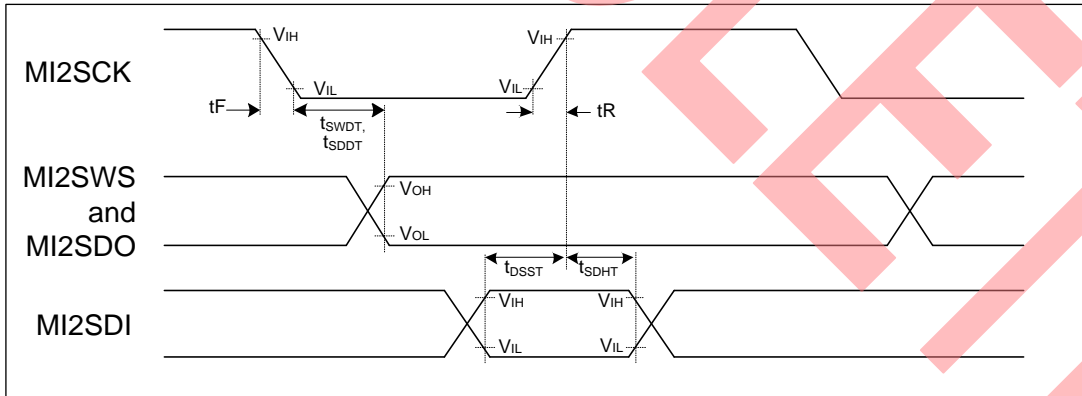 MI2SCK
VIH
VIL
tF
tSWDT,
tSDDT
VIH
VIL
tR
MI2SWS
and
MI2SDO
VOH
VOL
tDSST
tSDHT
MI2SDI
VIH
VIL
VIH
VIL